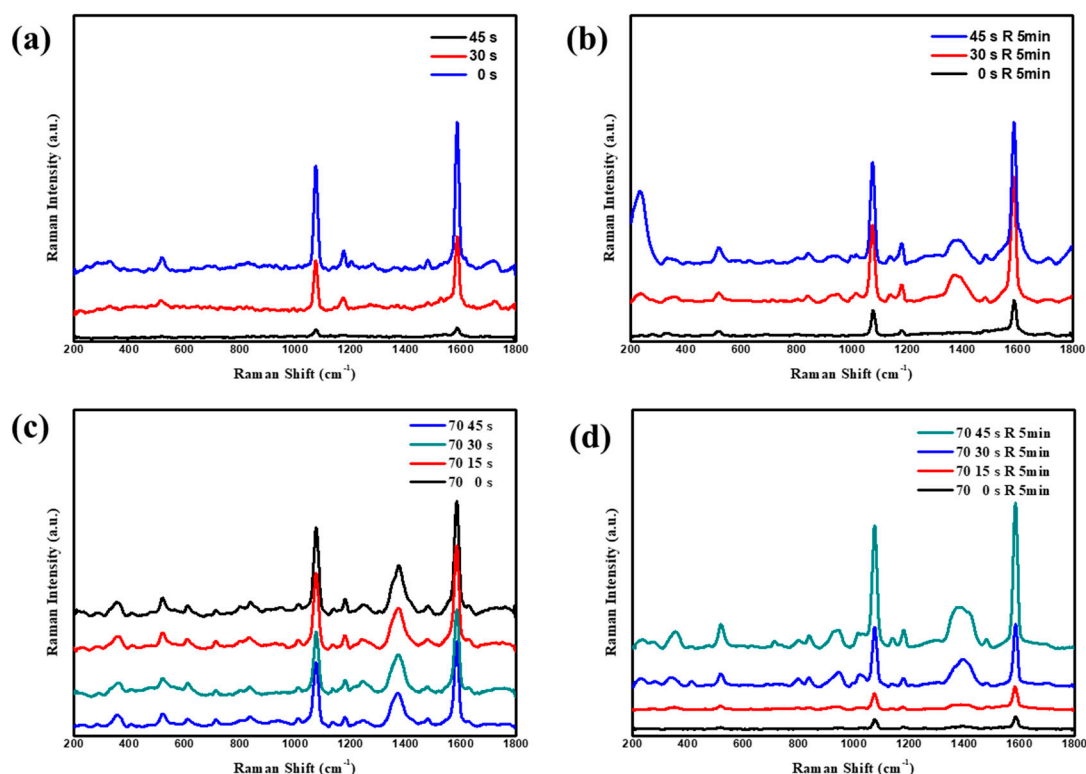 (a)
45 s
30 s
0 s
Raman Intensity (a.u.)
200 400 600 800 1000 1200 1400 1600 1800
Raman Shift (cm⁻¹)
(b)
45 s R 5min
30 s R 5min
0 s R 5min
Raman Intensity (a.u.)
200 400 600 800 1000 1200 1400 1600 1800
Raman Shift (cm⁻¹)
(c)
70 45 s
70 30 s
70 15 s
70 0 s
Raman Intensity (a.u.)
200 400 600 800 1000 1200 1400 1600 1800
Raman Shift (cm⁻¹)
(d)
70 45 s R 5min
70 30 s R 5min
70 15 s R 5min
70 0 s R 5min
Raman Intensity (a.u.)
200 400 600 800 1000 1200 1400 1600 1800
Raman Shift (cm⁻¹)